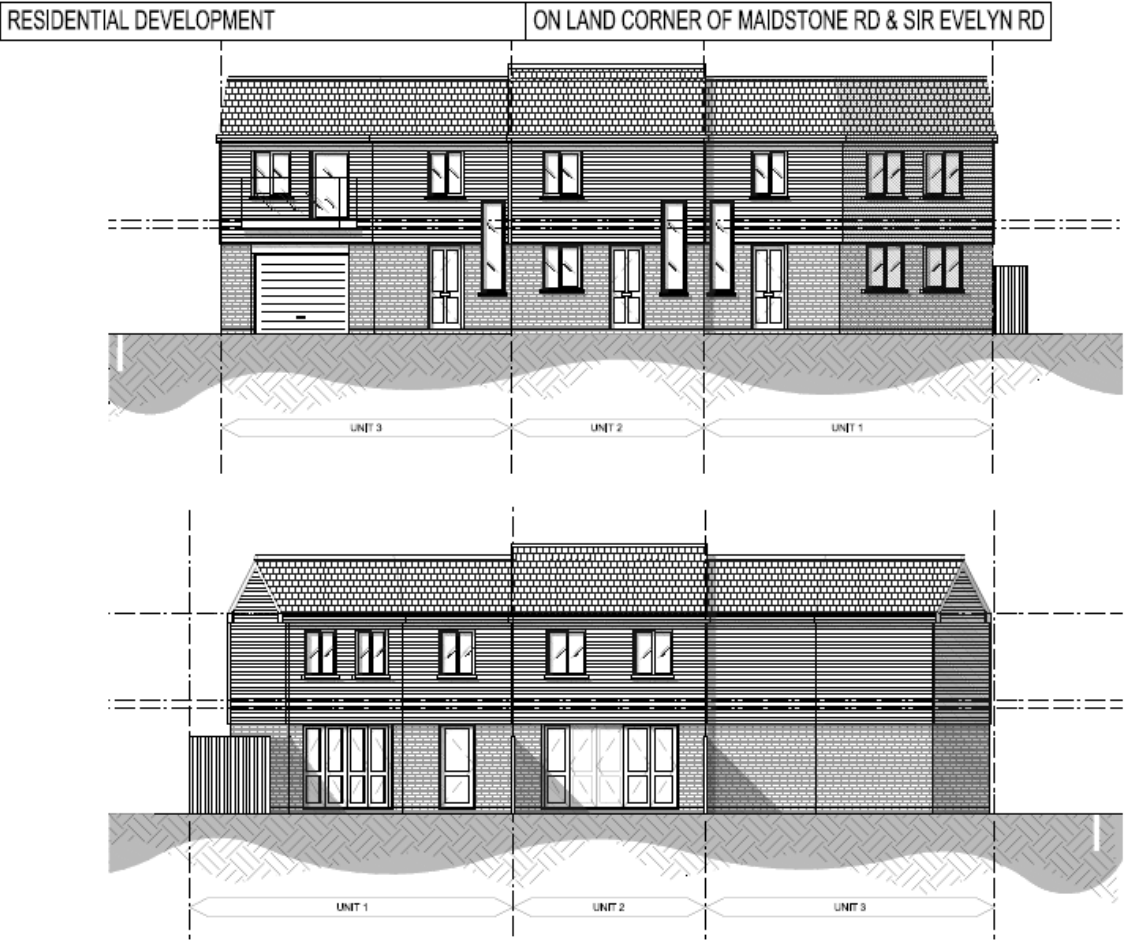 RESIDENTIAL DEVELOPMENT
ON LAND CORNER OF MAIDSTONE RD & SIR EVELYN RD
UNIT 3
UNIT 2
UNIT 1
UNIT 1
UNIT 2
UNIT 3